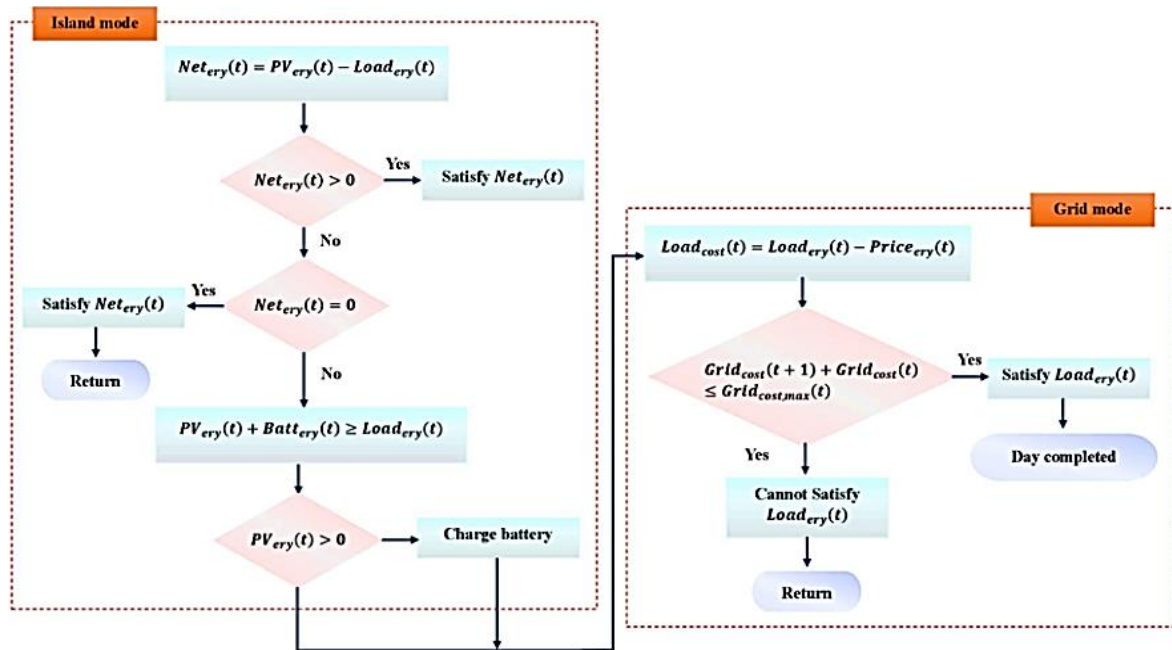 Island mode
Net_ery(t) = PV_ery(t) − Load_ery(t)
Yes
Net_ery(t) > 0
Satisfy Net_ery(t)
No
Yes
Satisfy Net_ery(t)
Net_ery(t) = 0
Return
No
PV_ery(t) + Batt_ery(t) ≥ Load_ery(t)
PV_ery(t) > 0
Charge battery
Grid mode
Load_cost(t) = Load_ery(t) − Price_ery(t)
Grid_cost(t + 1) + Grid_cost(t)
≤ Grid_cost,max(t)
Yes
Satisfy Load_ery(t)
Day completed
Yes
Cannot Satisfy
Load_ery(t)
Return